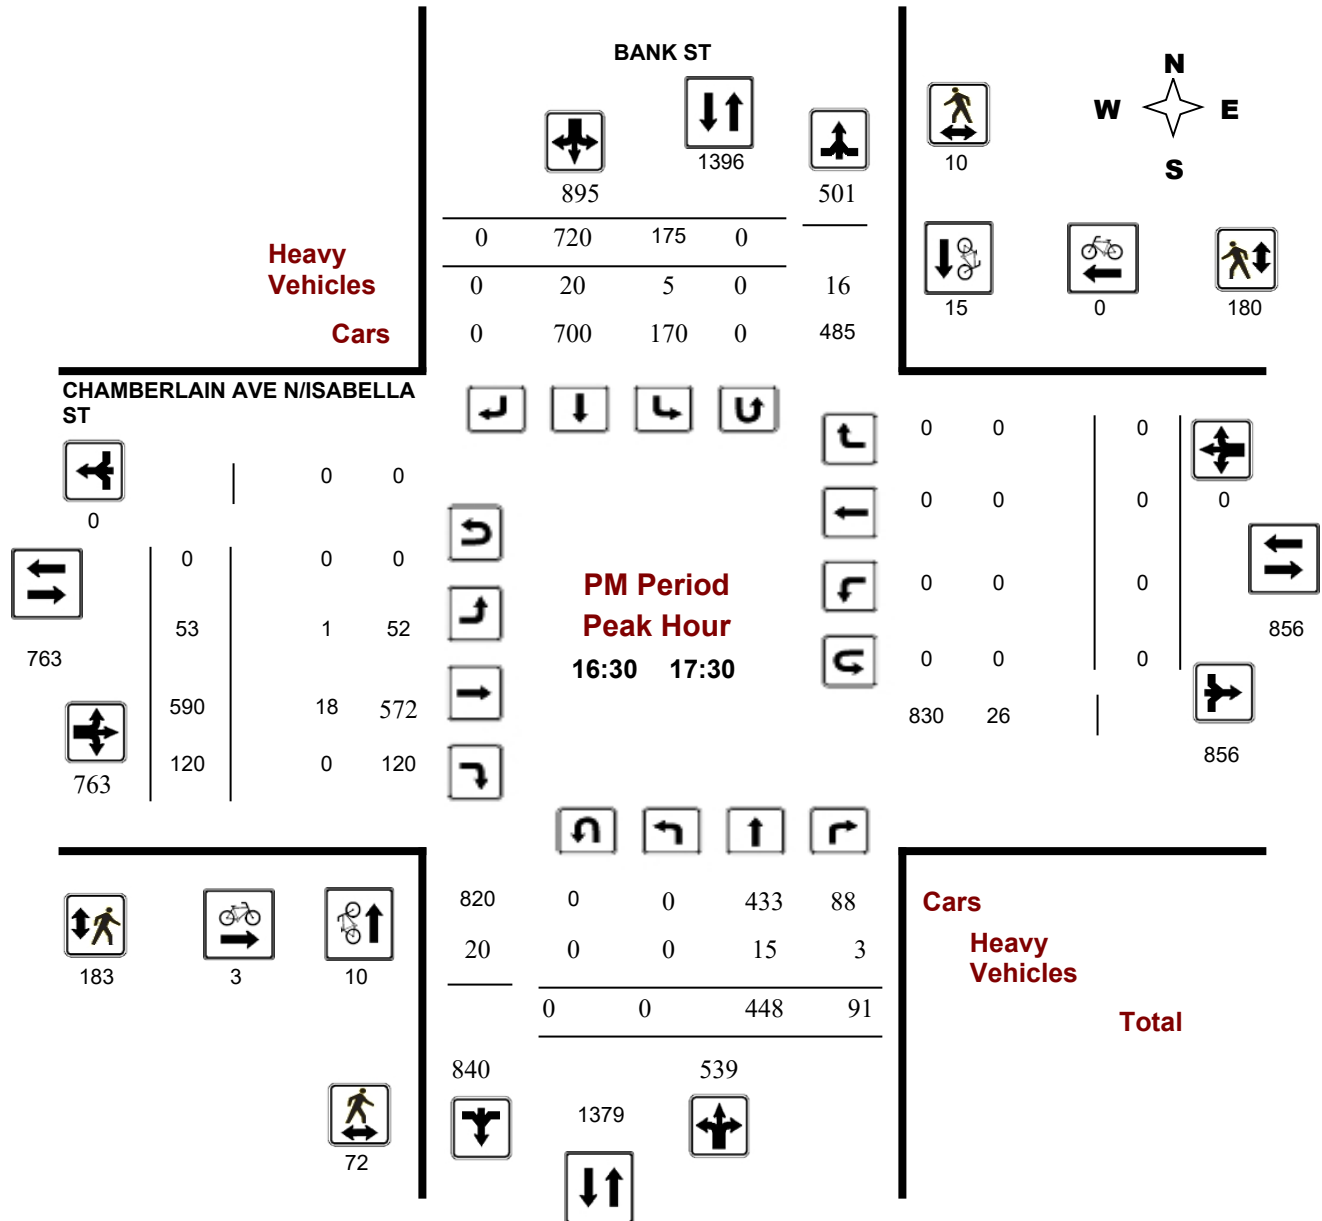 BANK ST
N
W E
S
1396
10
895
501
0 720 175 0
Heavy
Vehicles
0 20 5 0 16
15 0 180
Cars
0 700 170 0 485
CHAMBERLAIN AVE N/ISABELLA
ST
0 0 0
0 0
0
0 0 0
0
0 0 0
PM Period
0 0 0
Peak Hour
53 1 52
856
763
16:30 17:30
0 0 0
590 18 572
830 26
856
120 0 120
763
820 0 0 433 88
Cars
20 0 0 15 3
Heavy
Vehicles
183 3 10
0 0 448 91
Total
840 539
1379
72